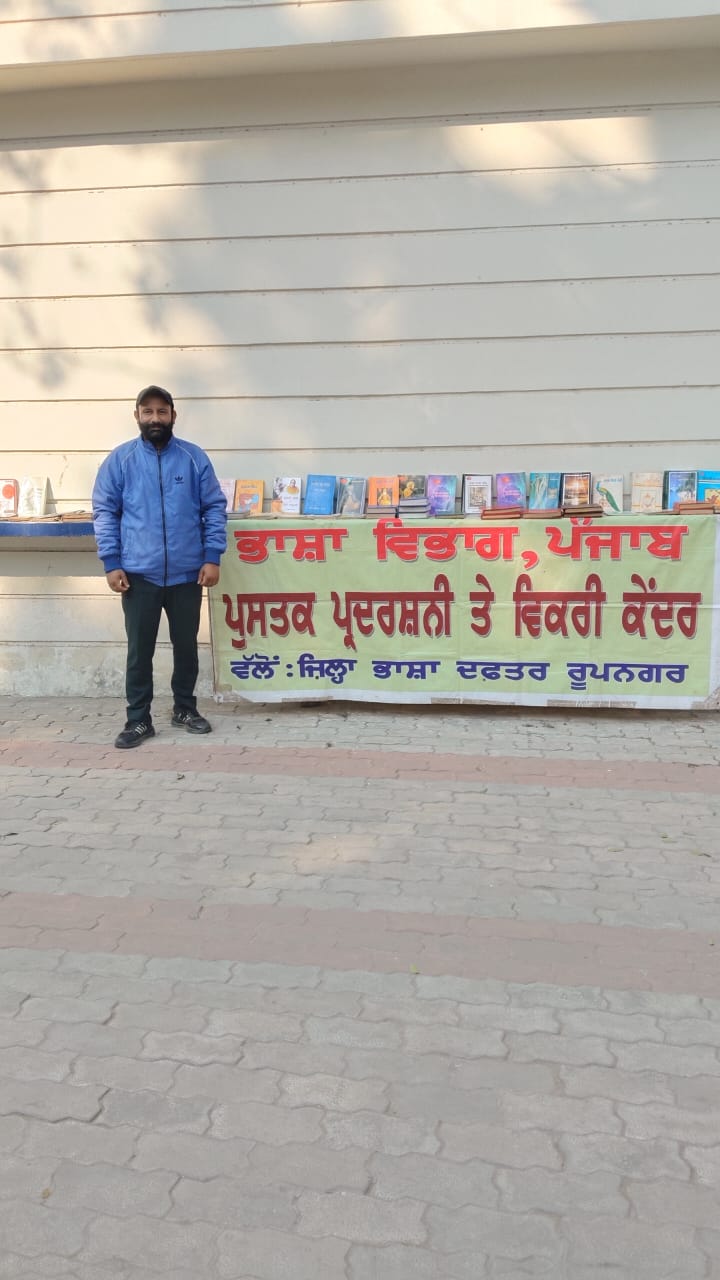 ਭਾਸ਼ਾ ਵਿਭਾਗ, ਪੰਜਾਬ
ਪੁਸਤਕ ਪ੍ਰਦਰਸ਼ਨੀ ਤੇ ਵਿਕਰੀ ਕੇਂਦਰ
ਵੱਲੋਂ : ਜ਼ਿਲ੍ਹਾ ਭਾਸ਼ਾ ਦਫ਼ਤਰ ਰੂਪਨਗਰ